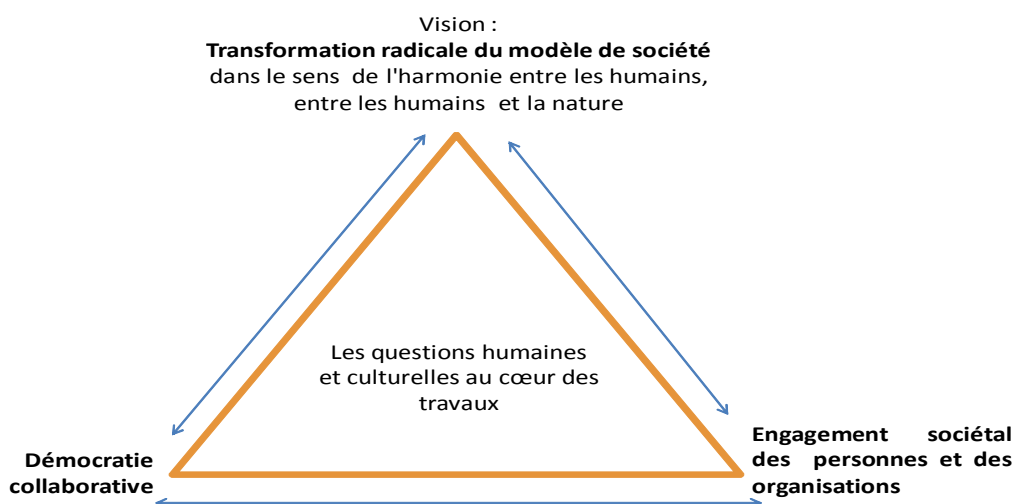 Vision :
Transformation radicale du modèle de société
dans le sens de l'harmonie entre les humains,
entre les humains et la nature
Les questions humaines
et culturelles au cœur des
travaux
Démocratie
collaborative
Engagement sociétal
des personnes et des
organisations